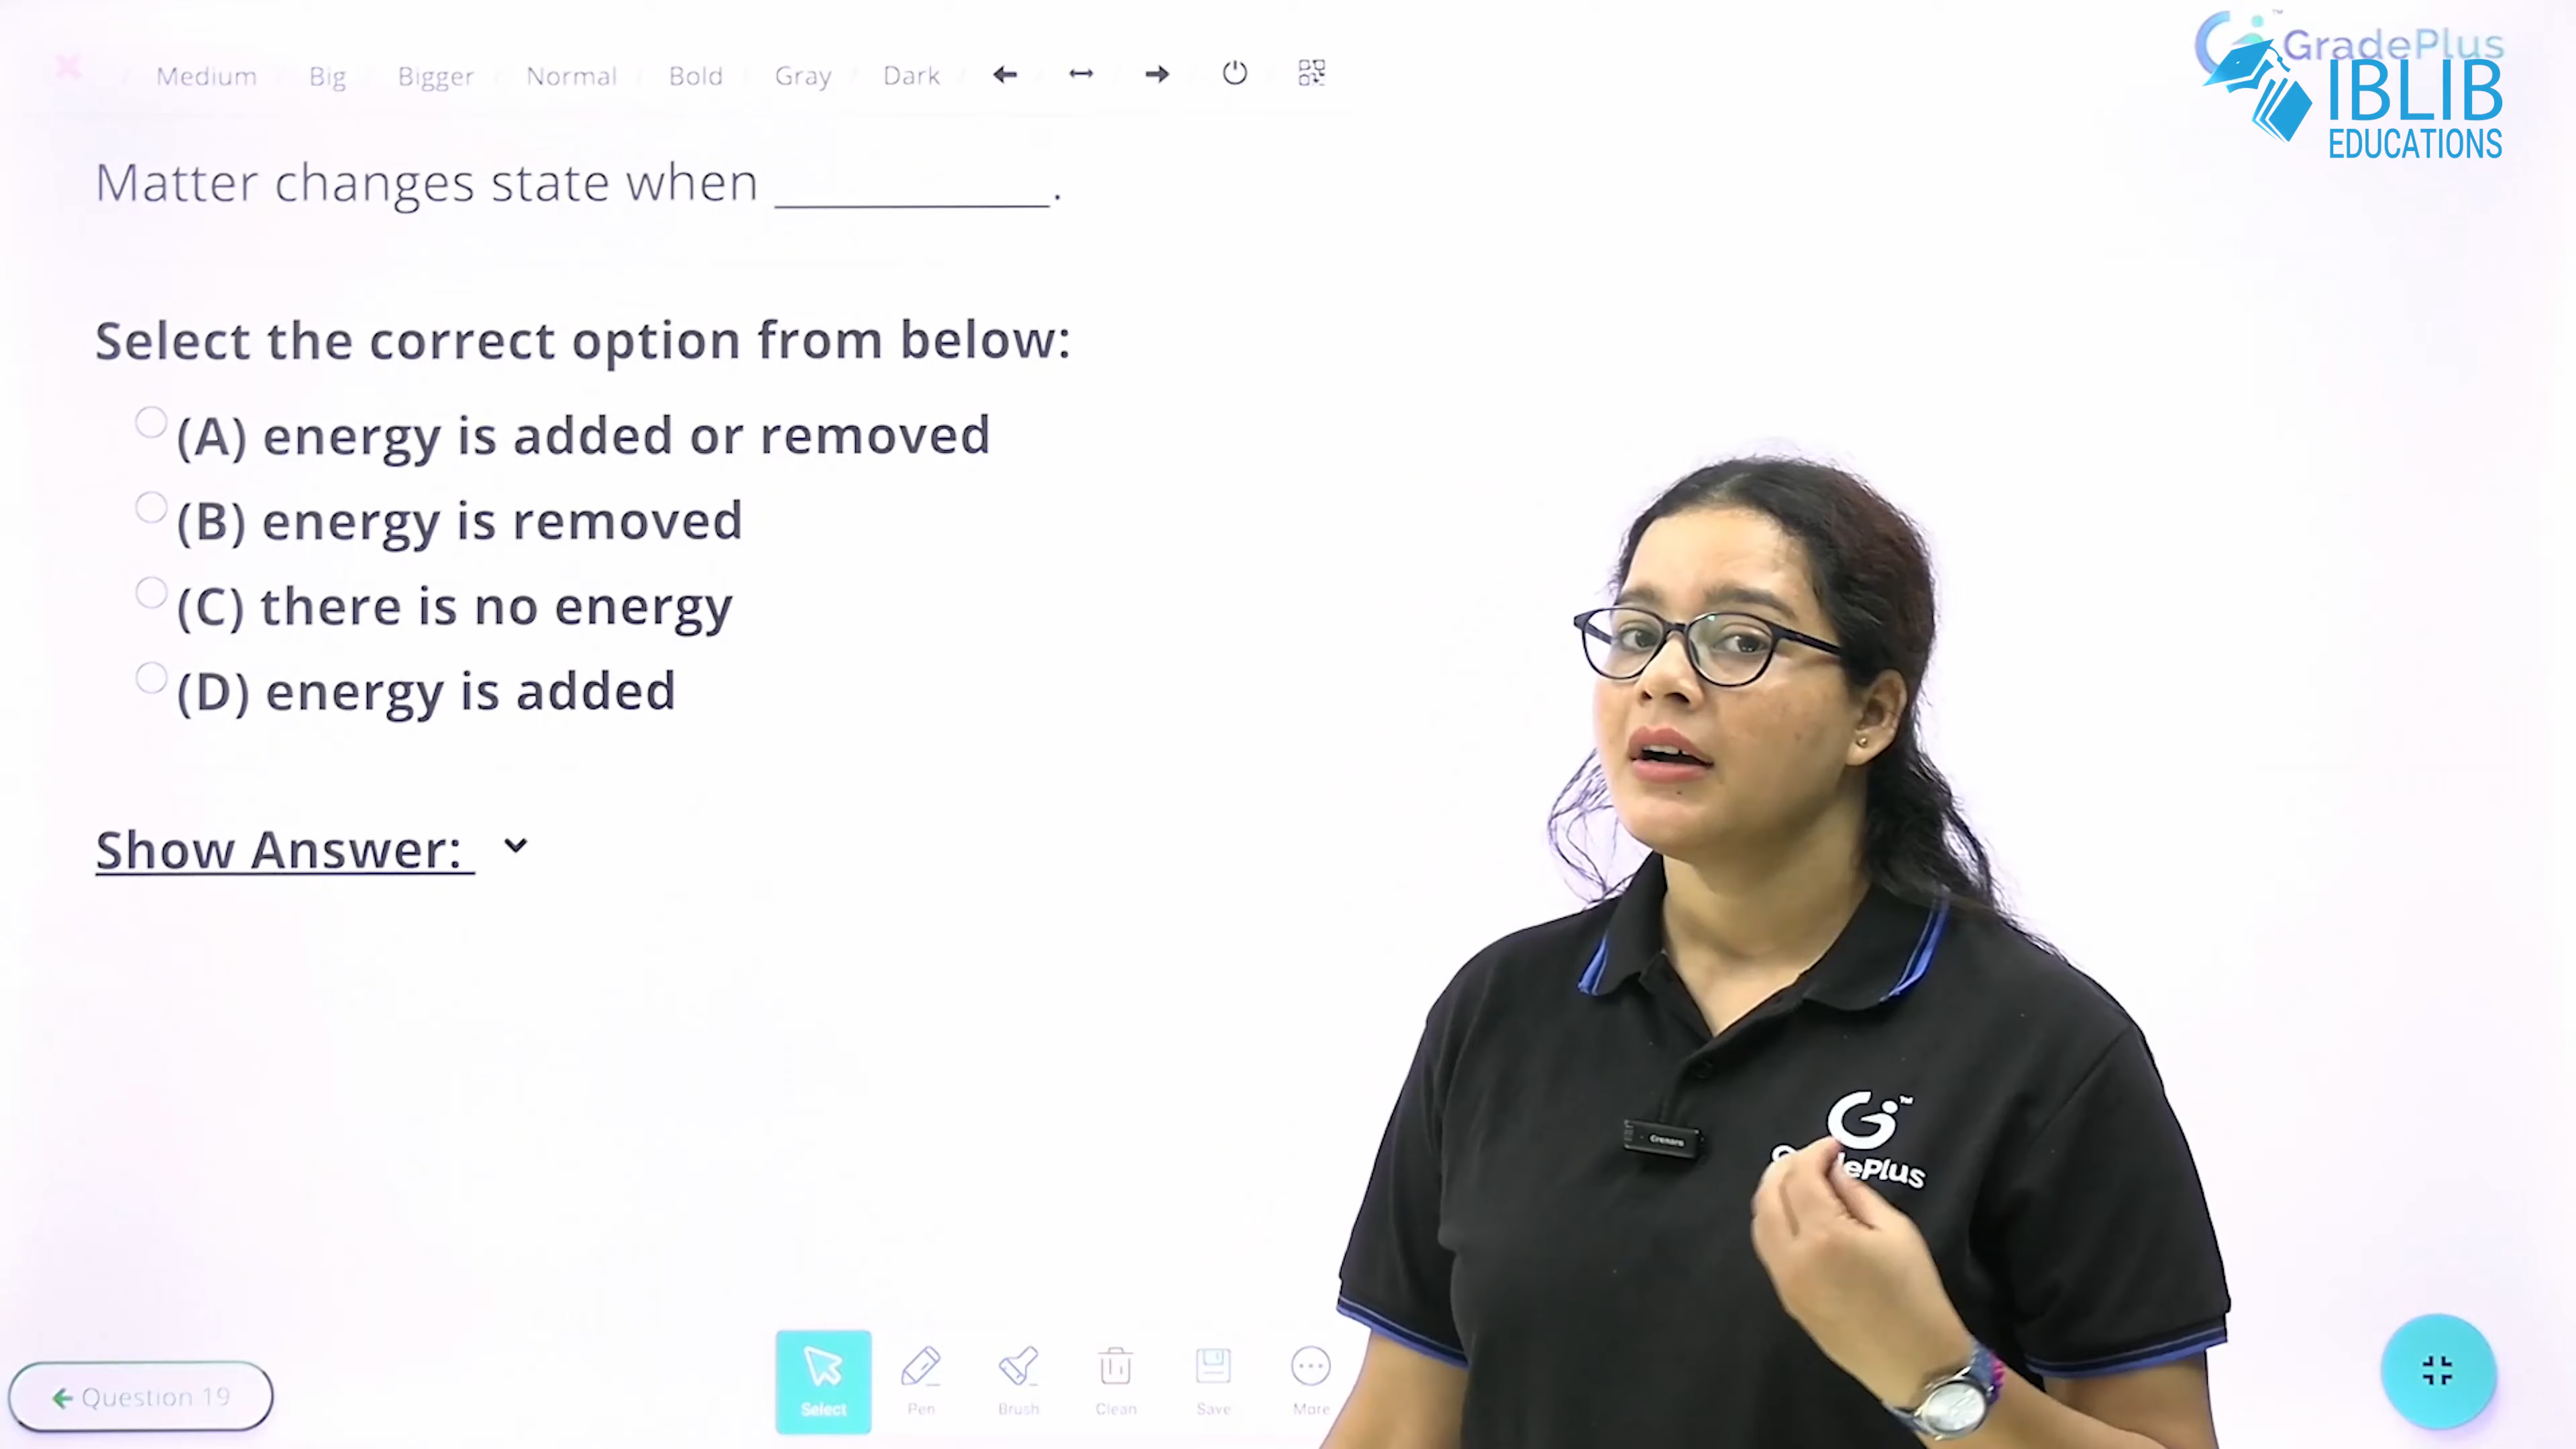 Medium / Big / Bigger / Normal / Bold / Gray / Dark
GradePlus
IBLIB
EDUCATIONS
Matter changes state when __________.
Select the correct option from below:
(A) energy is added or removed
(B) energy is removed
(C) there is no energy
(D) energy is added
Show Answer:
GradePlus
Question 19
Select
Pen
Brush
Clean
Save
More